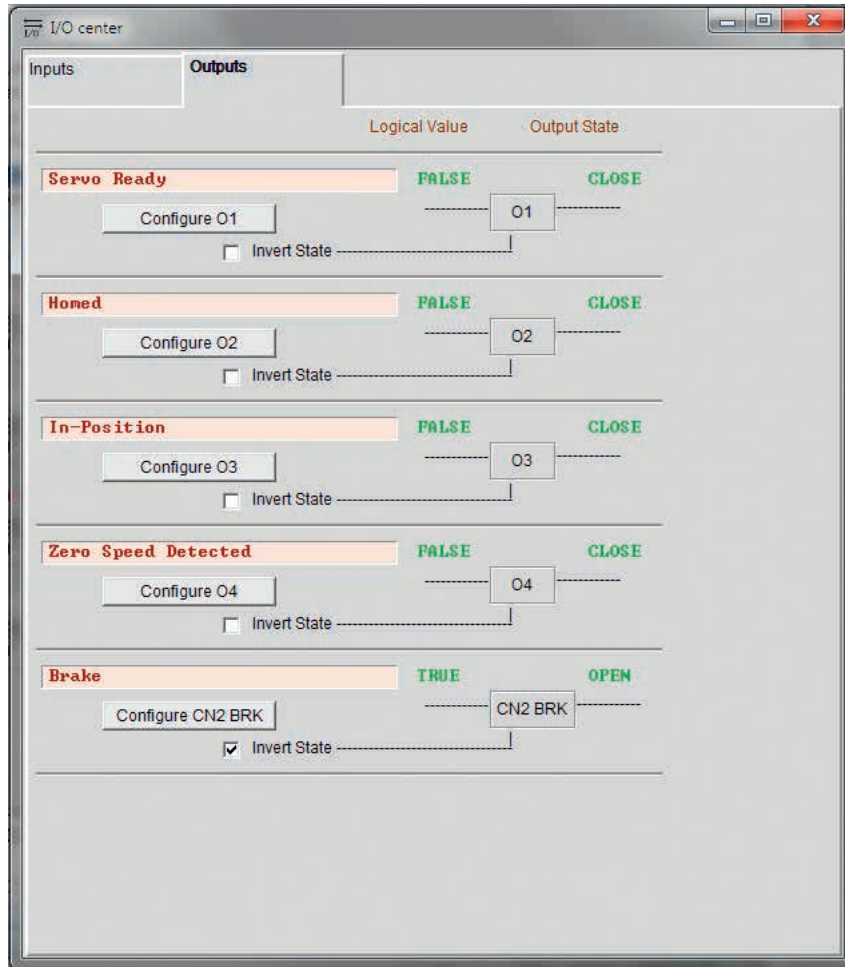 I/O I/O center
Inputs Outputs
Logical Value Output State
Servo Ready FALSE CLOSE
Configure O1 O1
Invert State
Homed FALSE CLOSE
Configure O2 O2
Invert State
In-Position FALSE CLOSE
Configure O3 O3
Invert State
Zero Speed Detected FALSE CLOSE
Configure O4 O4
Invert State
Brake TRUE OPEN
Configure CN2 BRK CN2 BRK
Invert State